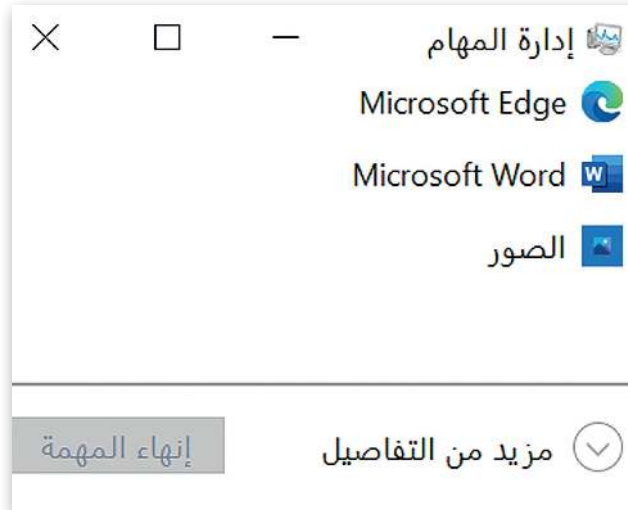 إدارة المهام
Microsoft Edge
Microsoft Word
الصور
مزيد من التفاصيل
إنهاء المهمة